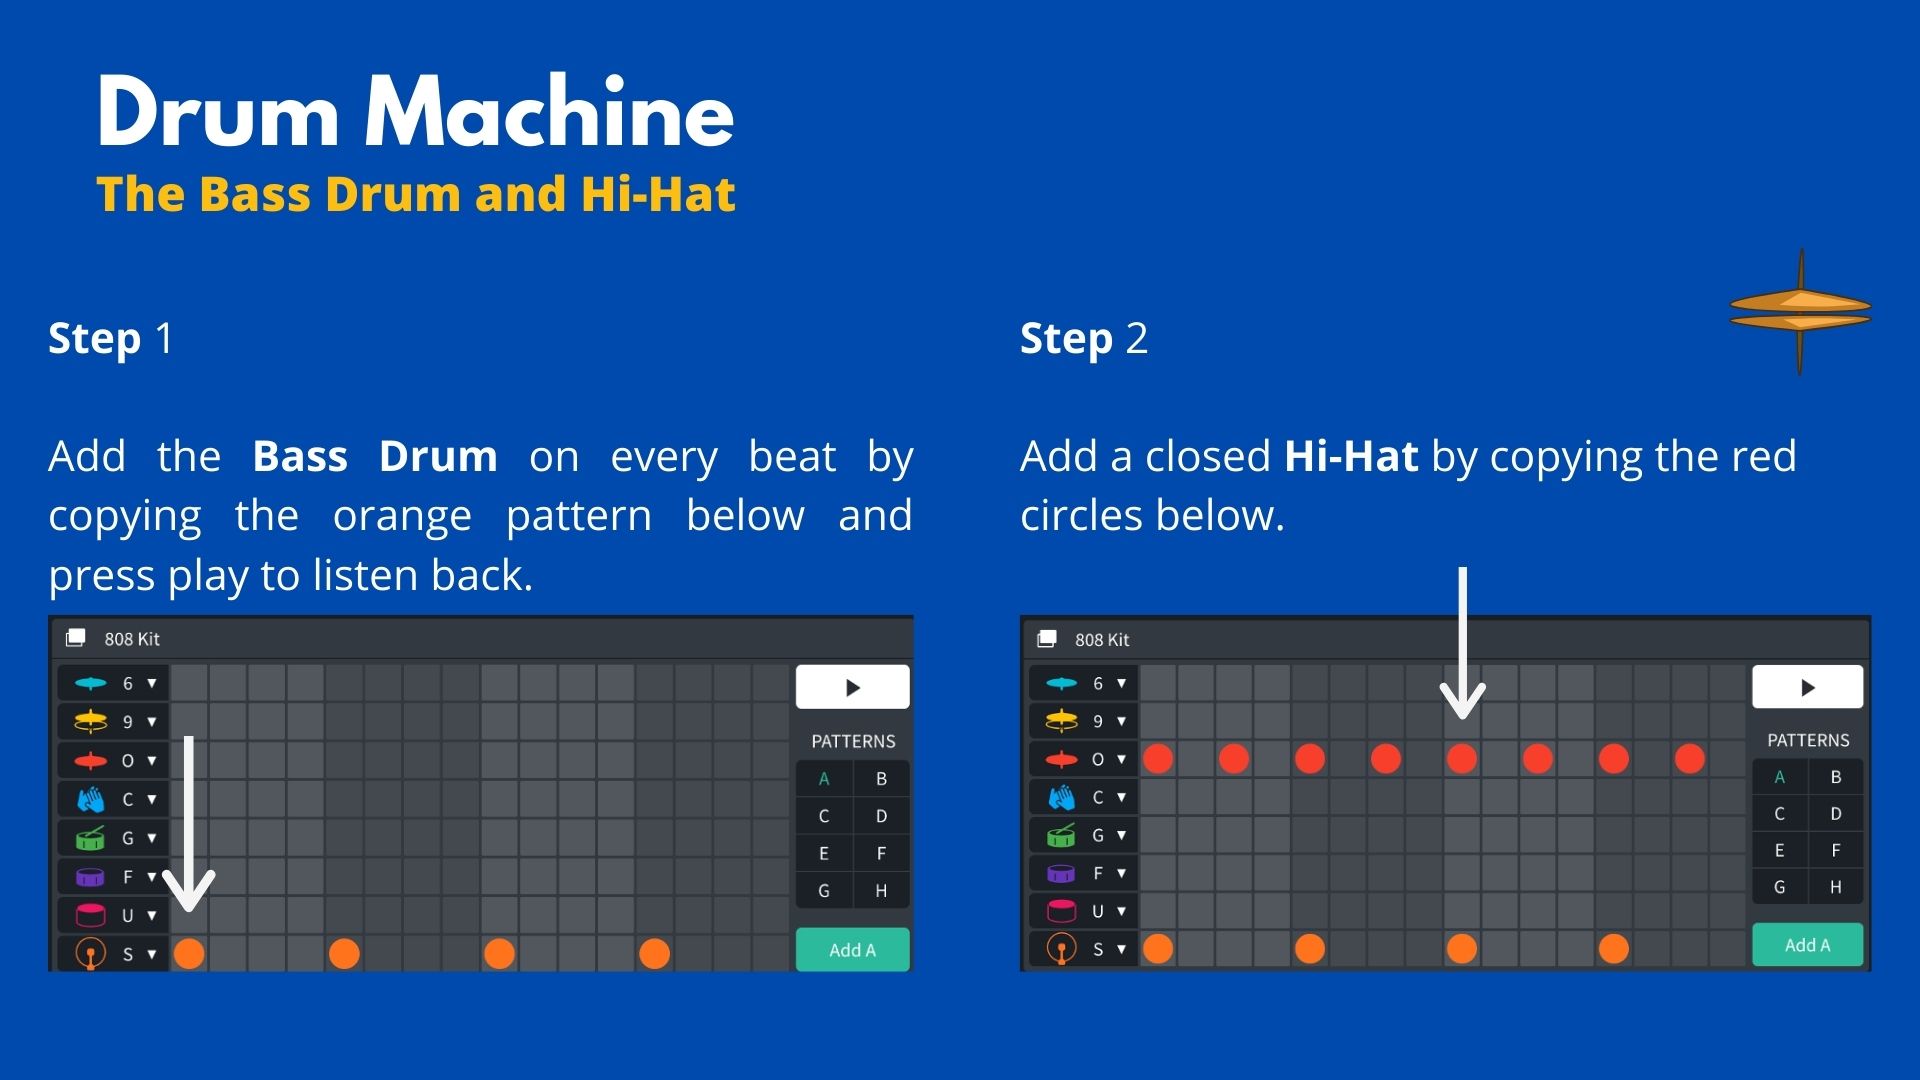 Drum Machine
The Bass Drum and Hi-Hat
Step 1
Add the Bass Drum on every beat by
copying the orange pattern below and
press play to listen back.
808 Kit
6 ▼
9 ▼
O ▼
C ▼
G ▼
F ▼
U ▼
S ▼
PATTERNS
A B
C D
E F
G H
Add A
Step 2
Add a closed Hi-Hat by copying the red
circles below.
808 Kit
6 ▼
9 ▼
O ▼
C ▼
G ▼
F ▼
U ▼
S ▼
PATTERNS
A B
C D
E F
G H
Add A